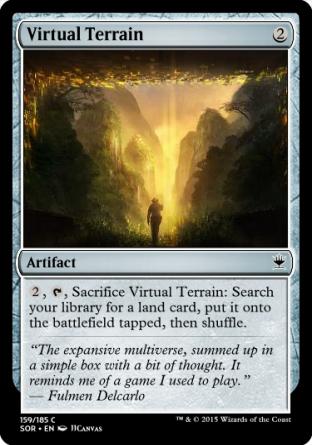 Virtual Terrain 2
Artifact
2 , , Sacrifice Virtual Terrain: Search
your library for a land card, put it onto
the battlefield tapped, then shuffle.
"The expansive multiverse, summed up in
a simple box with a bit of thought. It
reminds me of a game I used to play."
— Fulmen Delcarlo
159/185 C
SOR • EN 11CANVAS
™ & © 2015 Wizards of the Coast